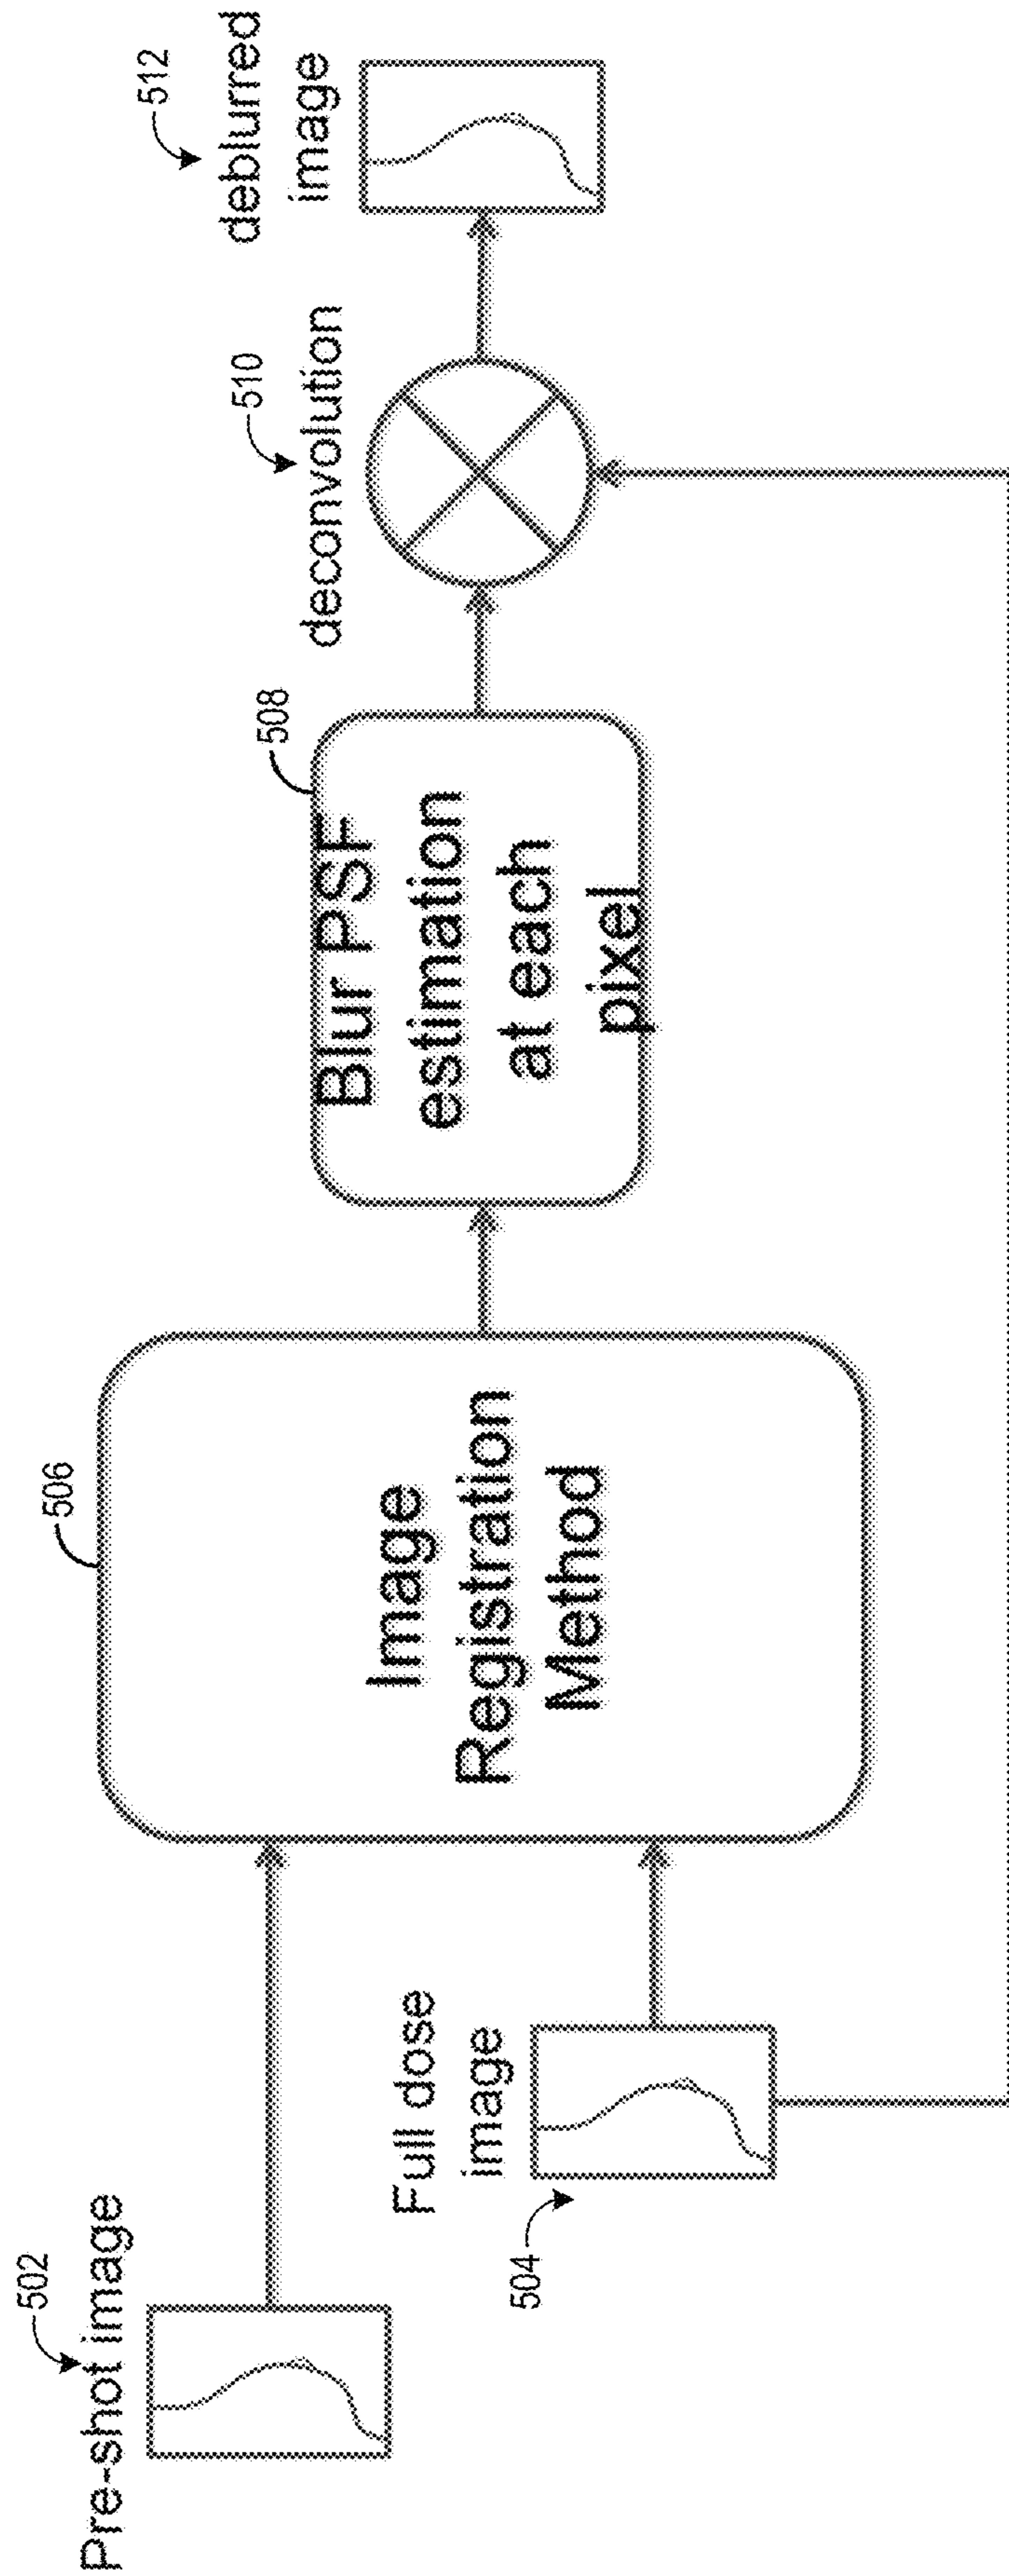 502
Pre-shot image
Full dose
image
504
506
Image
Registration
Method
508
Blur PSF
estimation
at each
pixel
510
deconvolution
512
deblurred
image